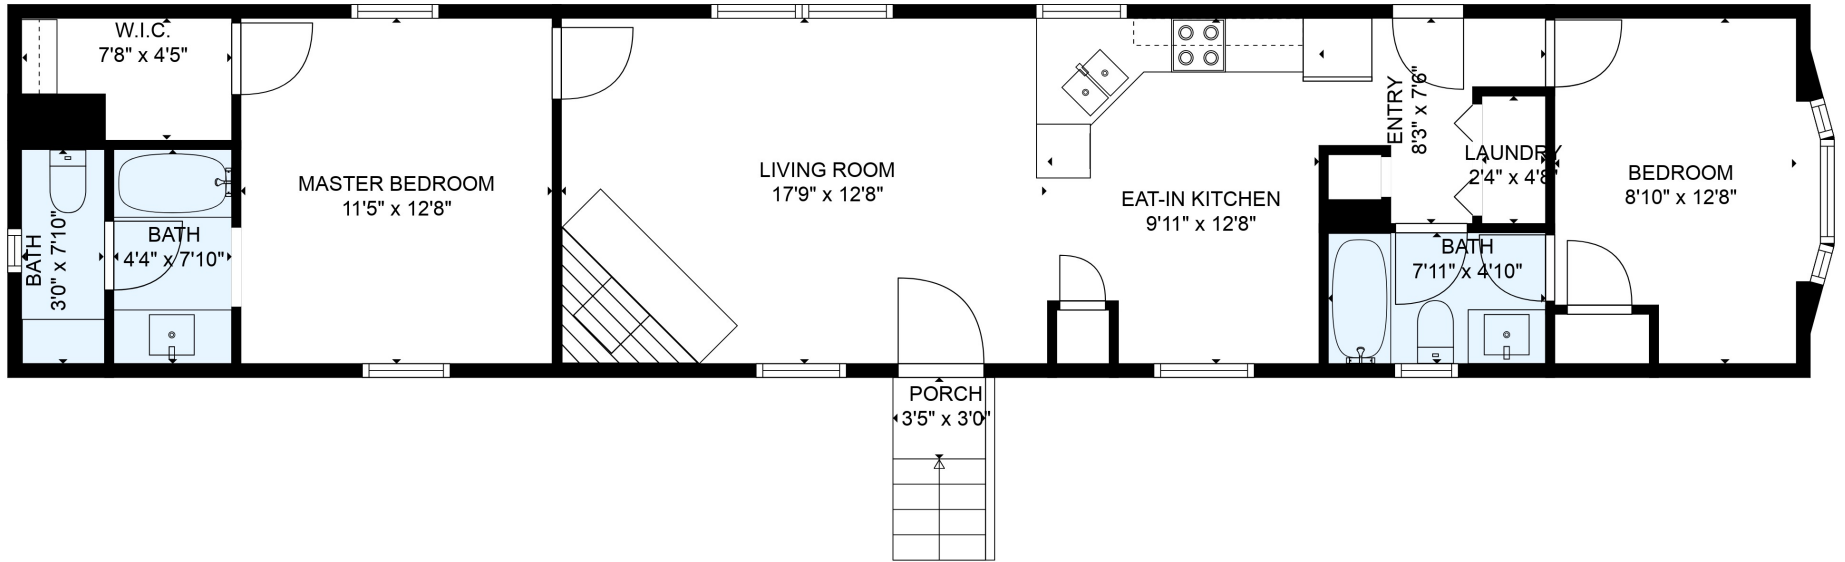 W.I.C.
7'8" x 4'5"
BATH
3'0" x 7'10"
BATH
4'4" x 7'10"
MASTER BEDROOM
11'5" x 12'8"
LIVING ROOM
17'9" x 12'8"
EAT-IN KITCHEN
9'11" x 12'8"
ENTRY
8'3" x 7'6"
LAUNDRY
2'4" x 4'8"
BATH
7'11" x 4'10"
BEDROOM
8'10" x 12'8"
PORCH
3'5" x 3'0"